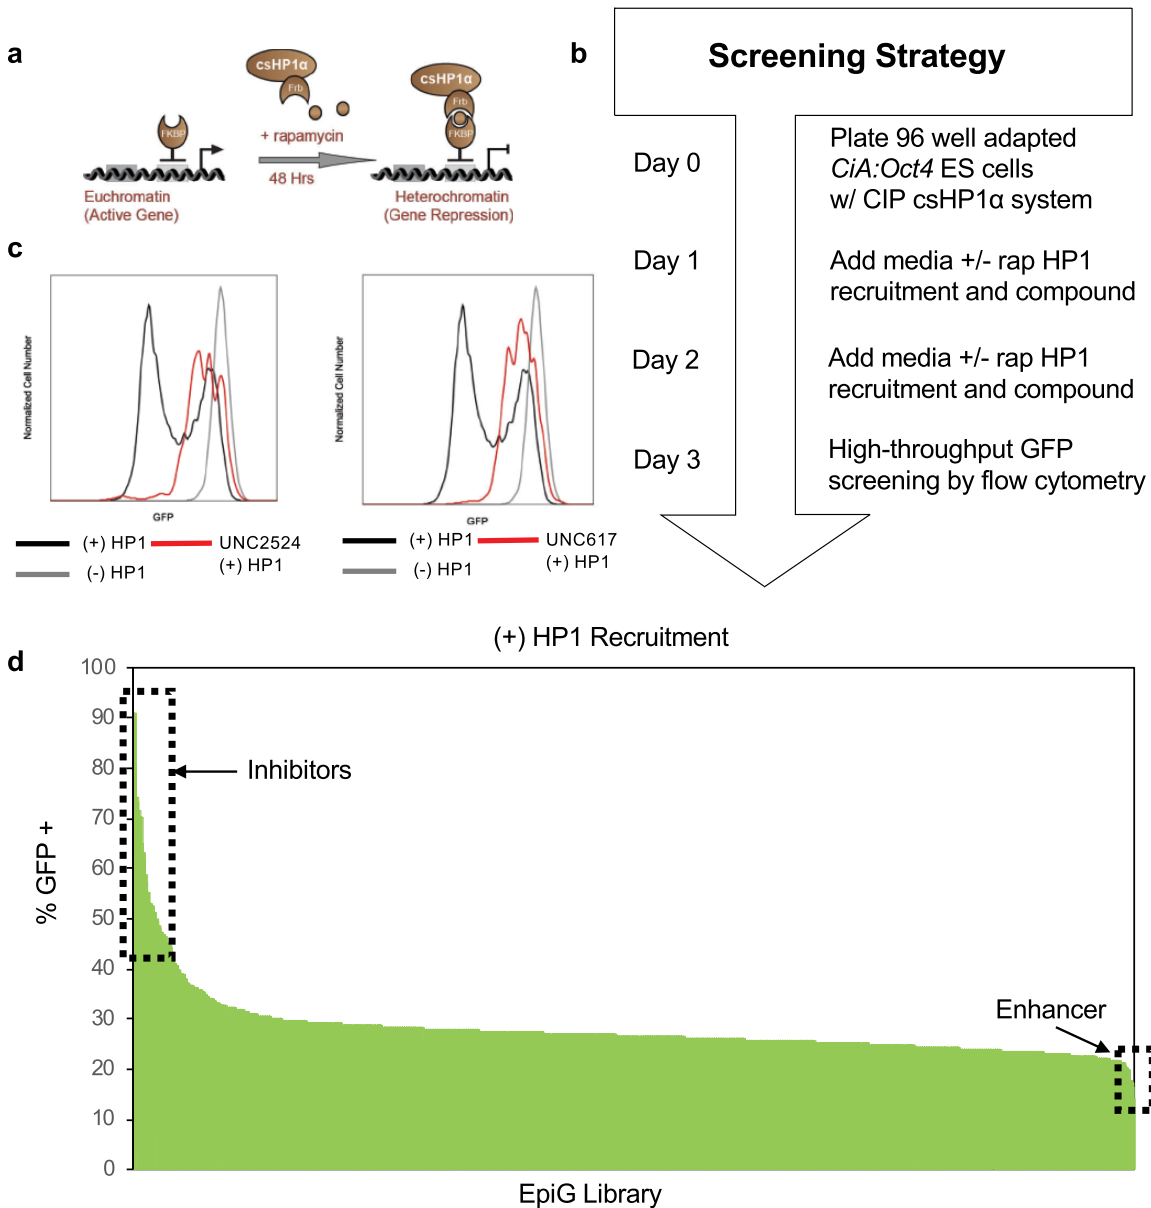 a
csHP1α
Frb
FKBP
+ rapamycin
48 Hrs
Euchromatin
(Active Gene)
csHP1α
Frb
FKBP
Heterochromatin
(Gene Repression)
b
Screening Strategy
Day 0
Plate 96 well adapted
CiA:Oct4 ES cells
w/ CIP csHP1α system
Day 1
Add media +/- rap HP1
recruitment and compound
Day 2
Add media +/- rap HP1
recruitment and compound
Day 3
High-throughput GFP
screening by flow cytometry
c
Normalized Cell Number
GFP
(+) HP1
UNC2524
(+) HP1
(-) HP1
Normalized Cell Number
GFP
(+) HP1
UNC617
(+) HP1
(-) HP1
d
(+) HP1 Recruitment
% GFP +
100
90
80
70
60
50
40
30
20
10
0
Inhibitors
Enhancer
EpiG Library